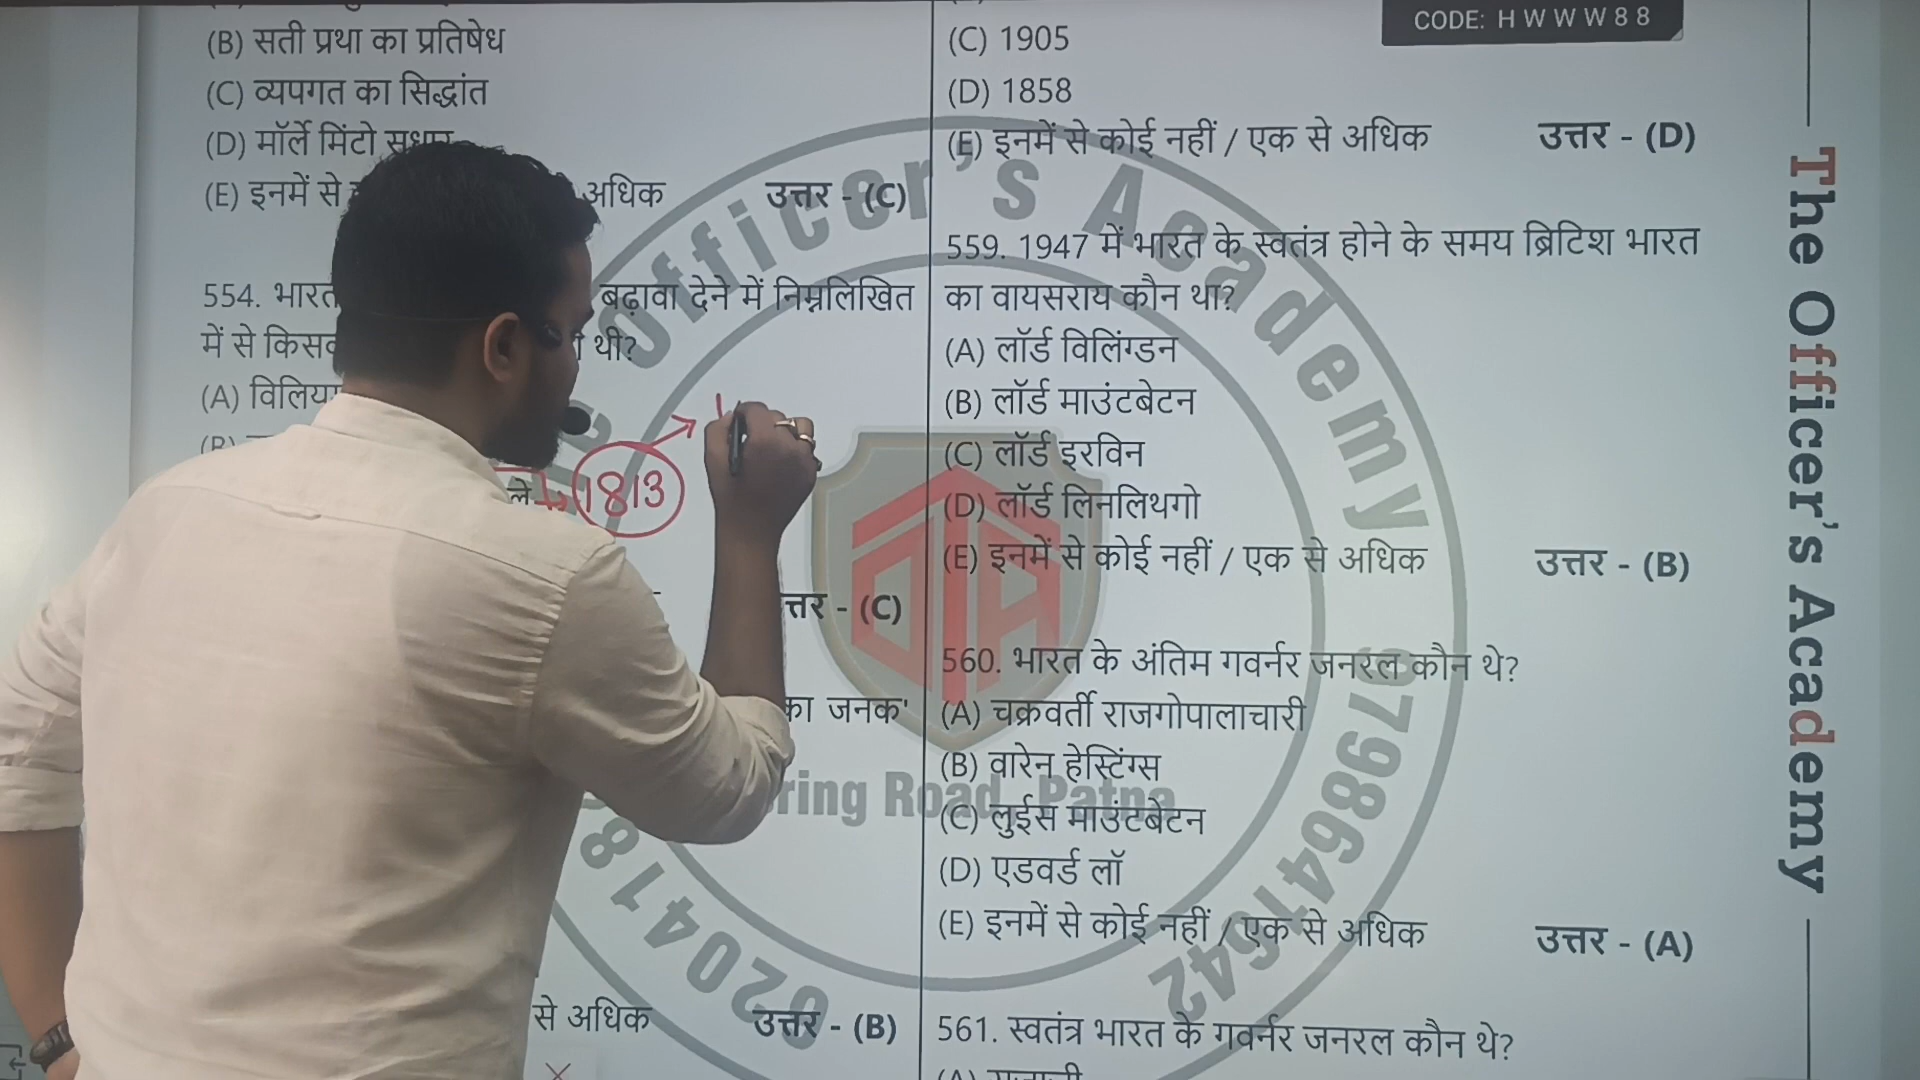 CODE: HWWW88
(B) सती प्रथा का प्रतिषेध
(C) व्यपगत का सिद्धांत
(D) मॉर्ले मिंटो सुधार
(E) इनमें से
अधिक
उत्तर - (C)
554. भारत
बढ़ावा देने में निम्नलिखित
में से
थी?
(A)
1813
त्तर - (C)
का जनक'
से अधिक
उत्तर - (B)
(C) 1905
(D) 1858
(E) इनमें से कोई नहीं / एक से अधिक
उत्तर - (D)
559. 1947 में भारत के स्वतंत्र होने के समय ब्रिटिश भारत
का वायसराय कौन था?
(A) लॉर्ड विलिंग्डन
(B) लॉर्ड माउंटबेटन
(C) लॉर्ड इरविन
(D) लॉर्ड लिनलिथगो
(E) इनमें से कोई नहीं / एक से अधिक
उत्तर - (B)
560. भारत के अंतिम गवर्नर जनरल कौन थे?
(A) चक्रवर्ती राजगोपालाचारी
(B) वारेन हेस्टिंग्स
(C) लुईस माउंटबेटन
(D) एडवर्ड लॉ
(E) इनमें से कोई नहीं / एक से अधिक
उत्तर - (A)
561. स्वतंत्र भारत के गवर्नर जनरल कौन थे?
The Officer's Academy
Officer's Academy
Road, Patna